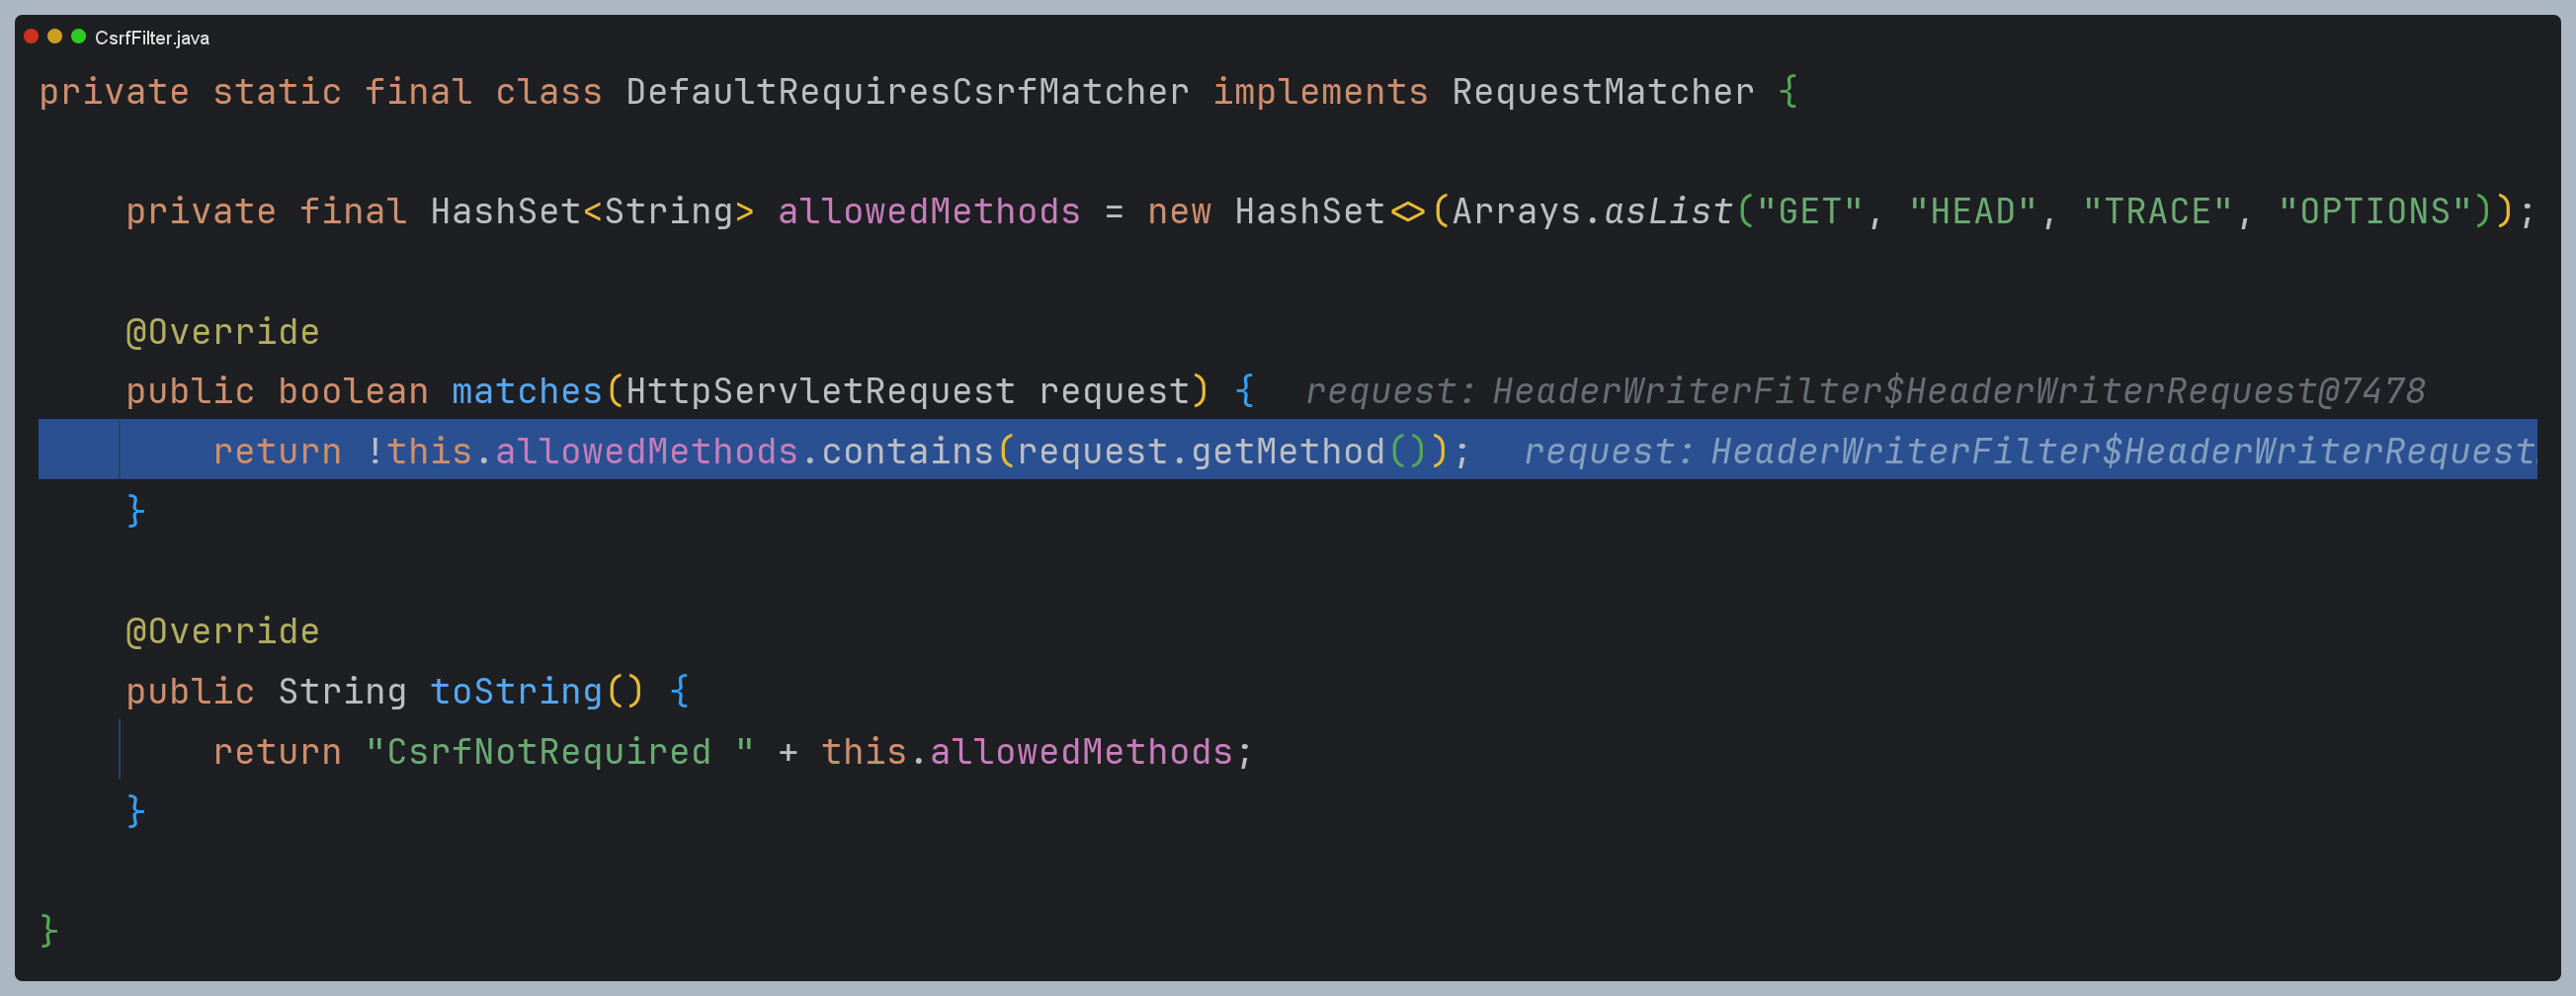 CsrfFilter.java
private static final class DefaultRequiresCsrfMatcher implements RequestMatcher {
private final HashSet<String> allowedMethods = new HashSet<>(Arrays.asList("GET", "HEAD", "TRACE", "OPTIONS"));
@Override
public boolean matches(HttpServletRequest request) { request: HeaderWriterFilter$HeaderWriterRequest@7478
return !this.allowedMethods.contains(request.getMethod()); request: HeaderWriterFilter$HeaderWriterRequest
}
@Override
public String toString() {
return "CsrfNotRequired " + this.allowedMethods;
}
}